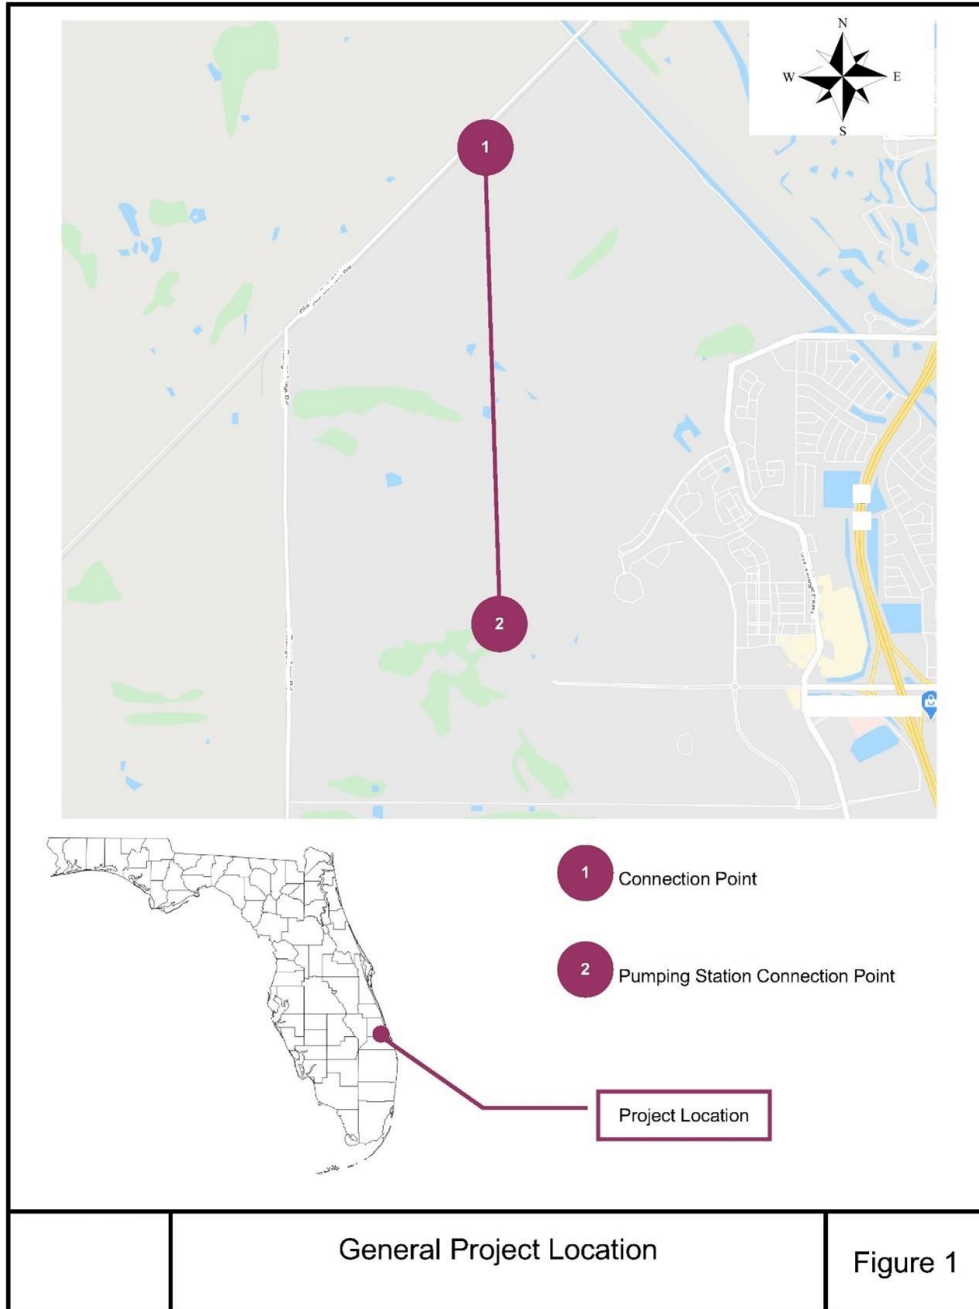 N
W
E
S
1
2
1
Connection Point
2
Pumping Station Connection Point
Project Location
General Project Location
Figure 1